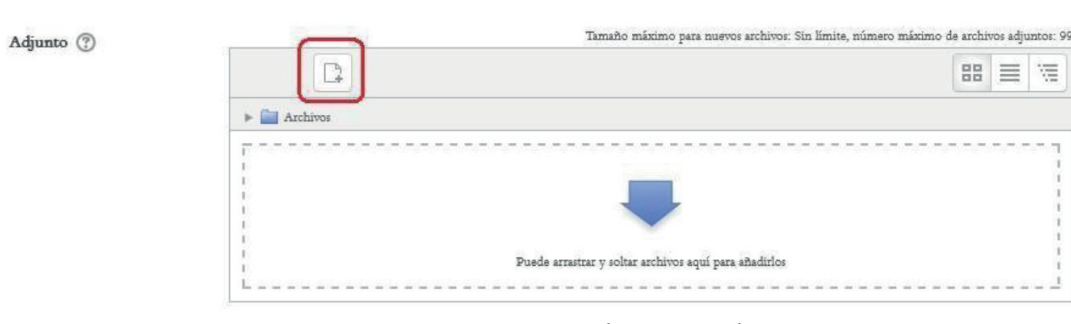 Adjunto
Tamaño máximo para nuevos archivos: Sin límite, número máximo de archivos adjuntos: 99
Archivos
Puede arrastrar y soltar archivos aquí para añadirlos